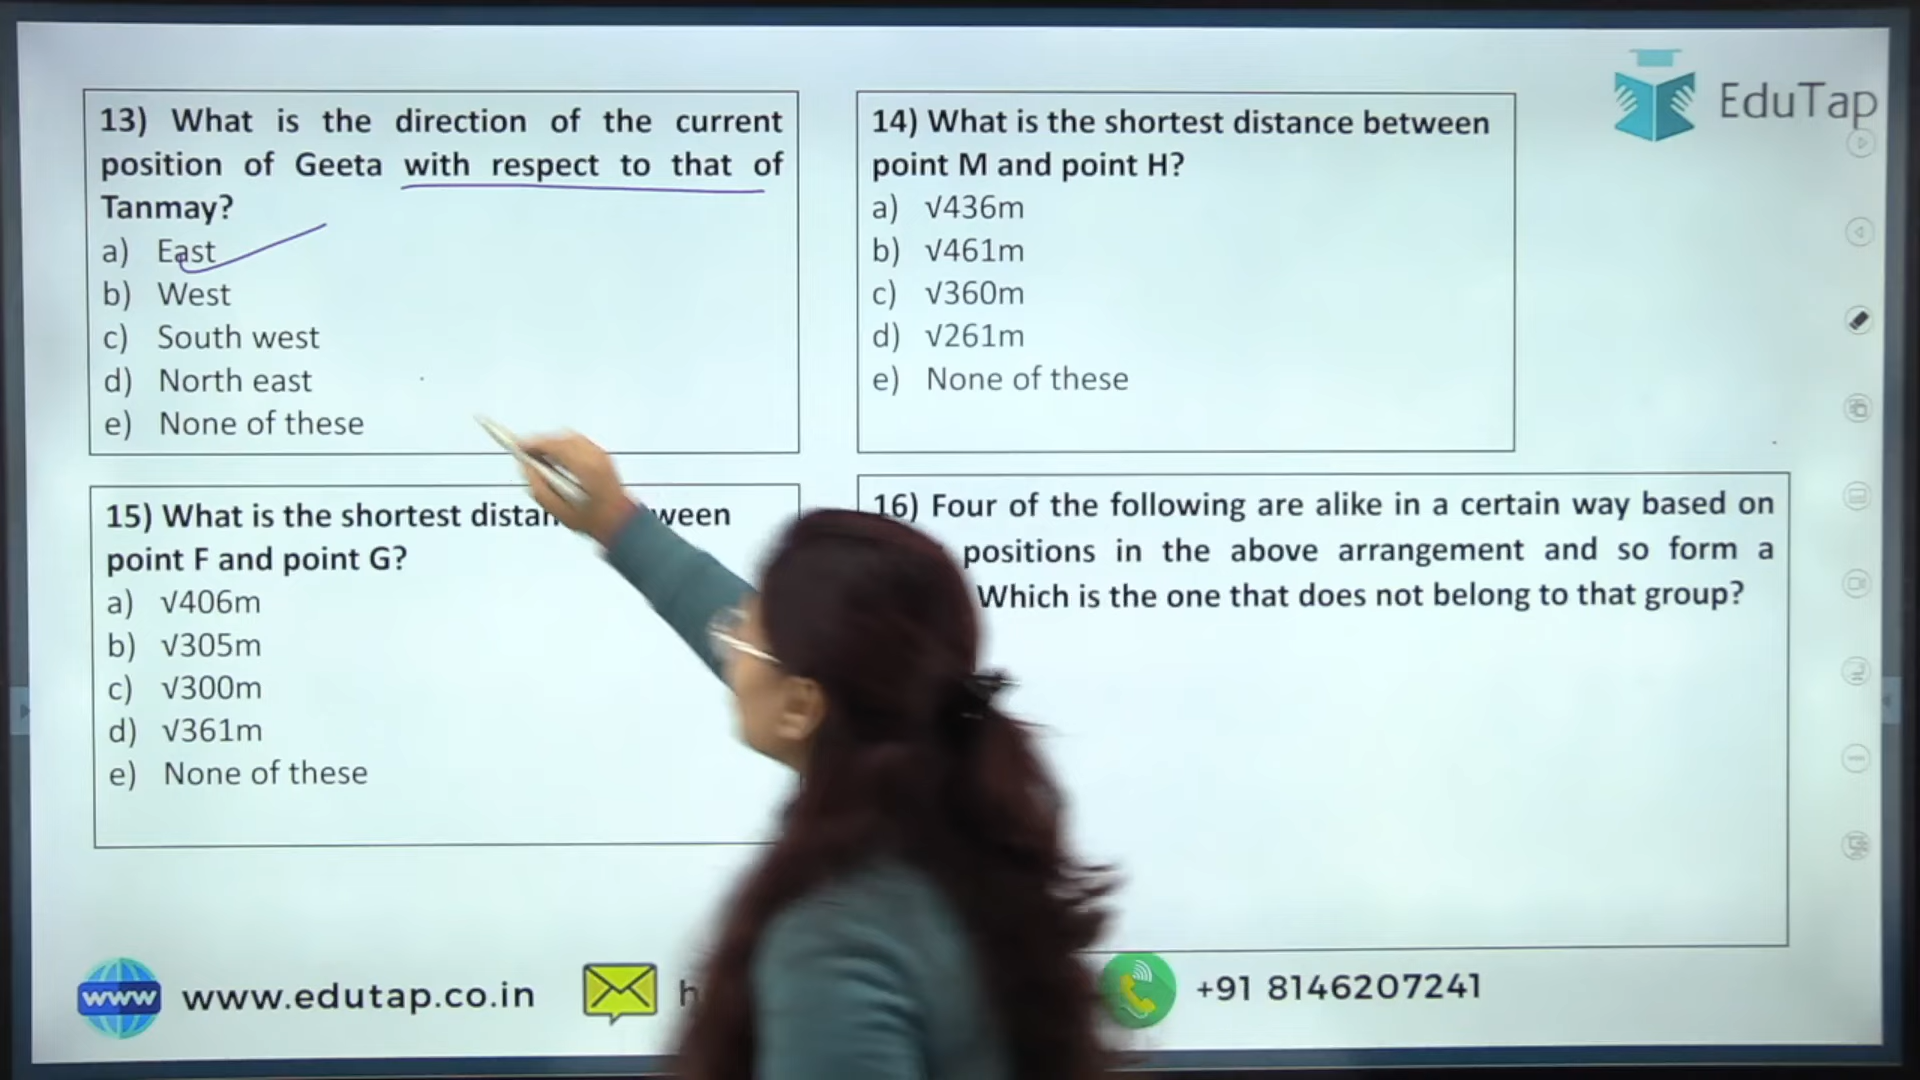 EduTap
13) What is the direction of the current
position of Geeta with respect to that of
Tanmay?
a) East
b) West
c) South west
d) North east
e) None of these
14) What is the shortest distance between
point M and point H?
a) √436m
b) √461m
c) √360m
d) √261m
e) None of these
15) What is the shortest
point F and point G?
a) √406m
b) √305m
c) √300m
d) √361m
e) None of these
16) Four of the following are alike in a certain way based on
positions in the above arrangement and so form a
Which is the one that does not belong to that group?
www
www.edutap.co.in
+91 8146207241